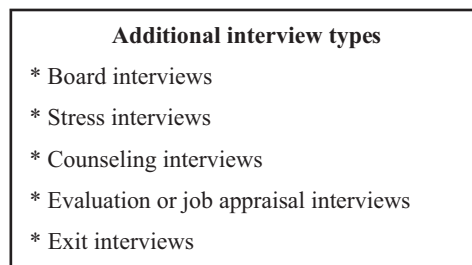 Additional interview types
* Board interviews
* Stress interviews
* Counseling interviews
* Evaluation or job appraisal interviews
* Exit interviews